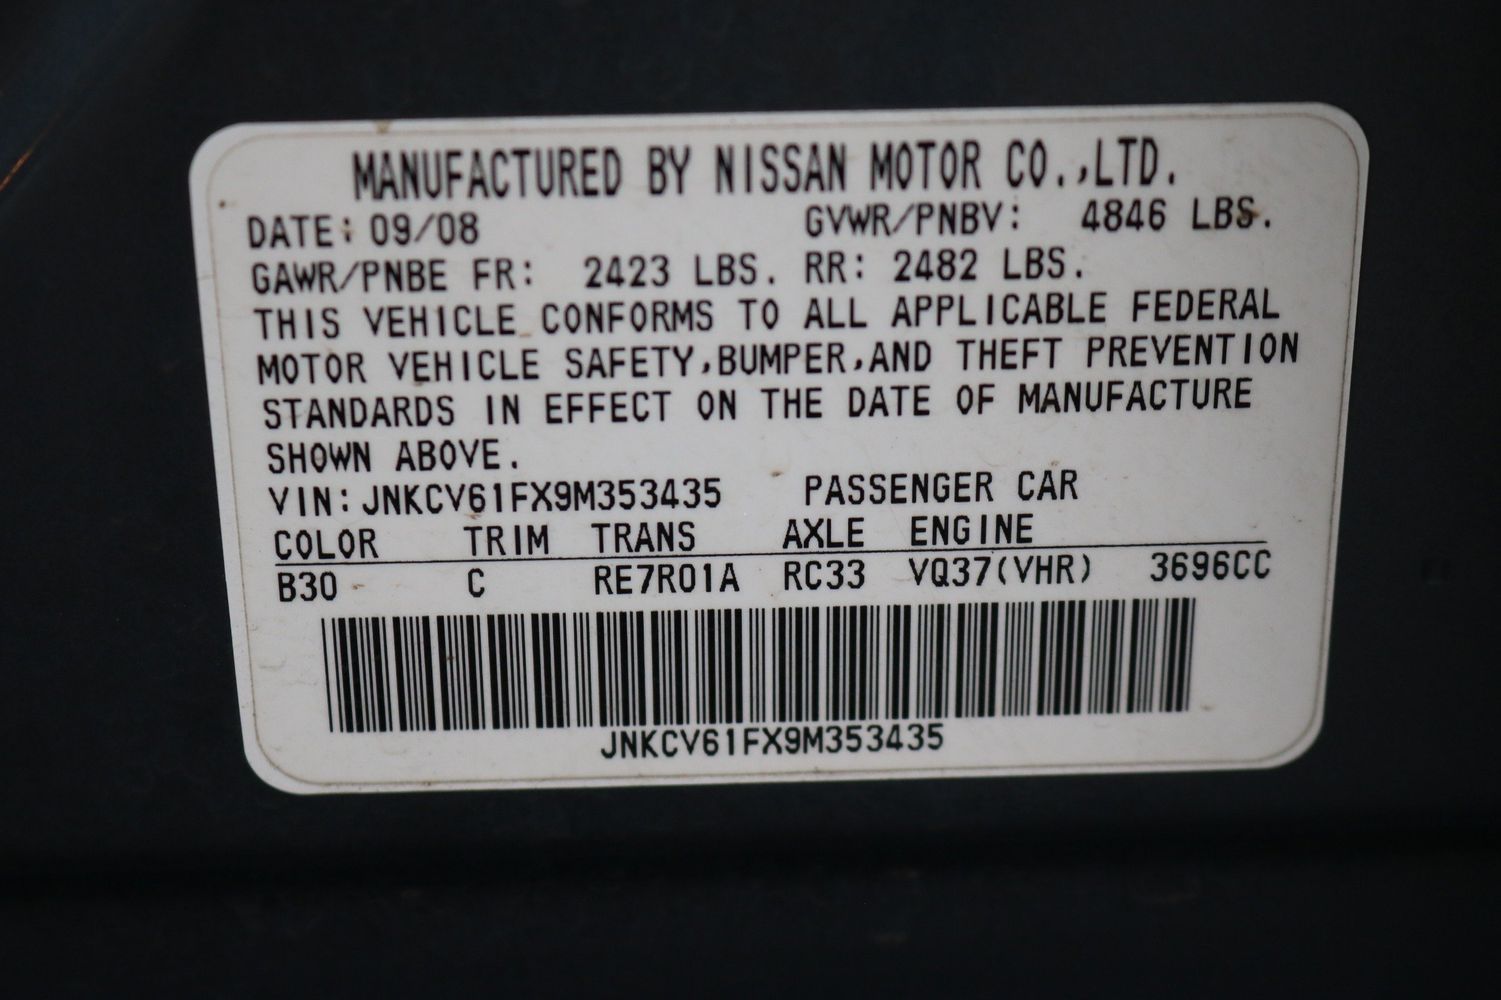 MANUFACTURED BY NISSAN MOTOR CO.,LTD.
DATE: 09/08 GVWR/PNBV: 4846 LBS.
GAWR/PNBE FR: 2423 LBS. RR: 2482 LBS.
THIS VEHICLE CONFORMS TO ALL APPLICABLE FEDERAL
MOTOR VEHICLE SAFETY,BUMPER,AND THEFT PREVENTION
STANDARDS IN EFFECT ON THE DATE OF MANUFACTURE
SHOWN ABOVE.
VIN:JNKCV61FX9M353435 PASSENGER CAR
COLOR TRIM TRANS AXLE ENGINE
B30 C RE7R01A RC33 VQ37(VHR) 3696CC
JNKCV61FX9M353435